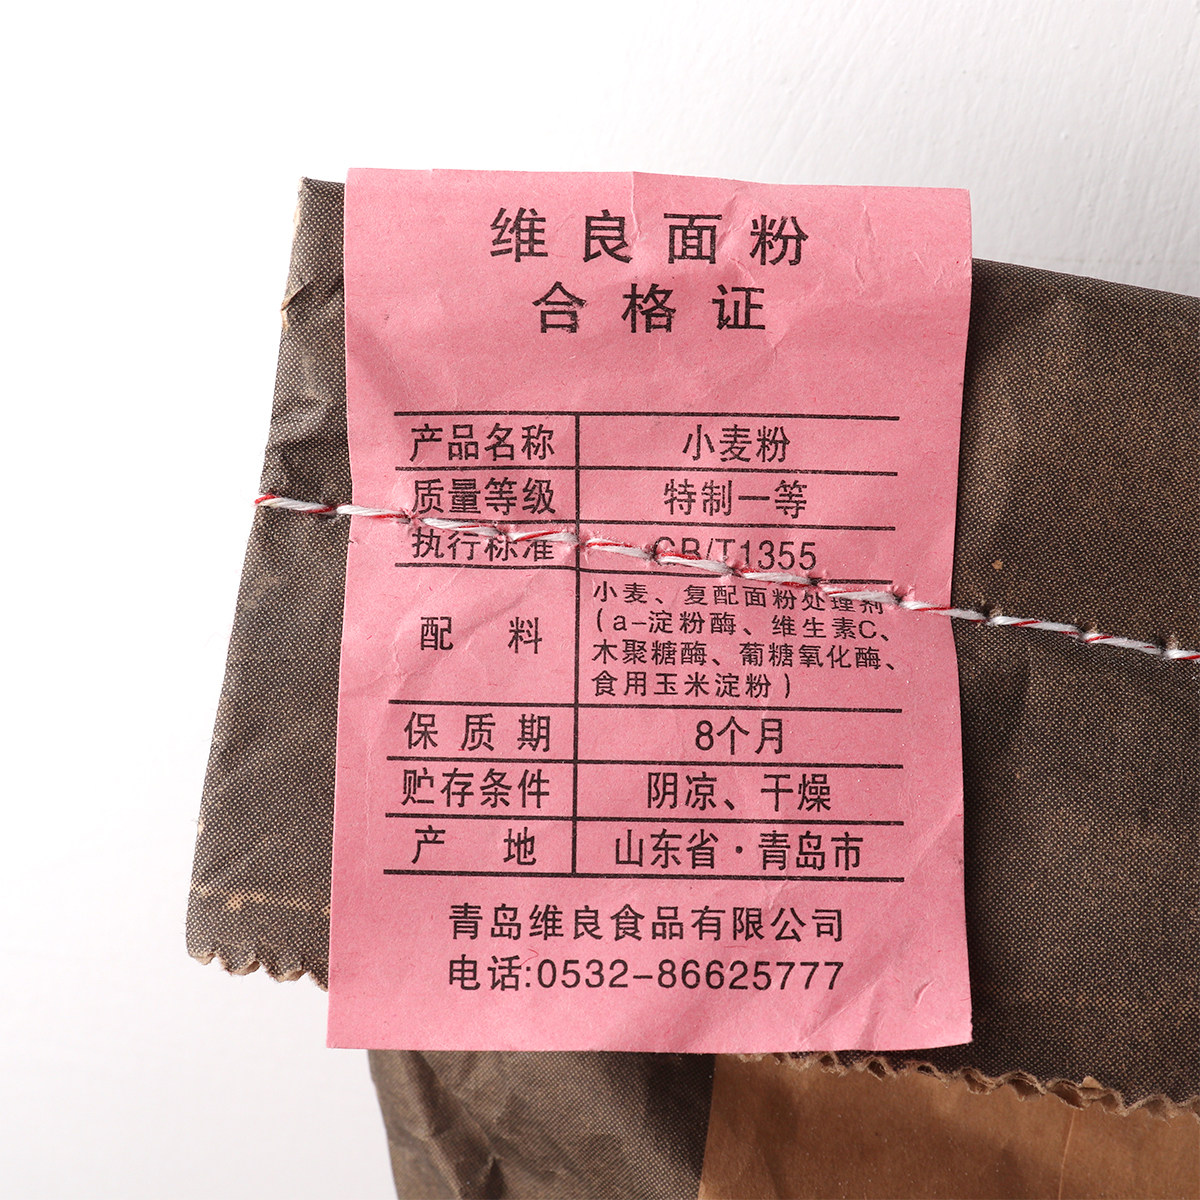 维良面粉
合格证
产品名称 小麦粉
质量等级 特制一等
执行标准 GB/T1355
配料 小麦、复配面粉处理剂
(a-淀粉酶、维生素C、
木聚糖酶、葡糖氧化酶、
食用玉米淀粉)
保质期 8个月
贮存条件 阴凉、干燥
产地 山东省·青岛市
青岛维良食品有限公司
电话:0532-86625777